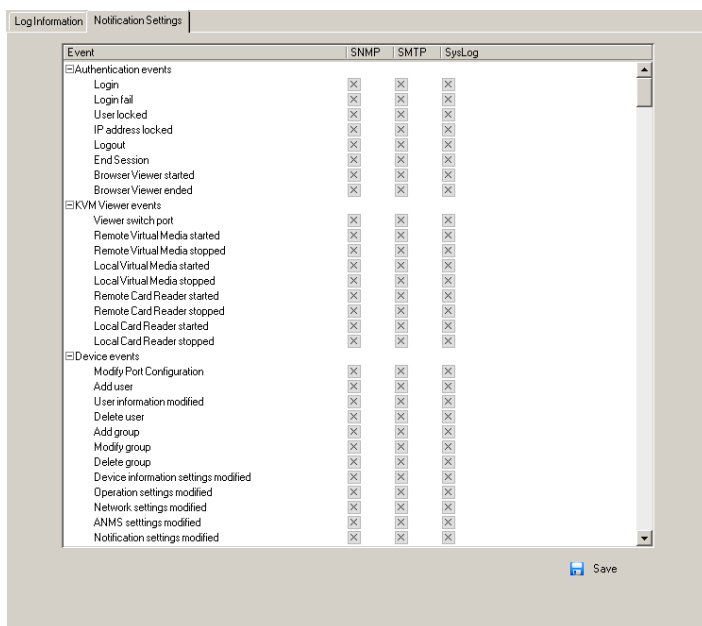 Log Information Notification Settings
Event SNMP SMTP SysLog
Authentication events
Login
Login fail
User locked
IP address locked
Logout
End Session
Browser Viewer started
Browser Viewer ended
KVM Viewer events
Viewer switch port
Remote Virtual Media started
Remote Virtual Media stopped
Local Virtual Media started
Local Virtual Media stopped
Remote Card Reader started
Remote Card Reader stopped
Local Card Reader started
Local Card Reader stopped
Device events
Modify Port Configuration
Add user
User information modified
Delete user
Add group
Modify group
Delete group
Device information settings modified
Operation settings modified
Network settings modified
ANMS setttings modified
Notification settings modified
Save